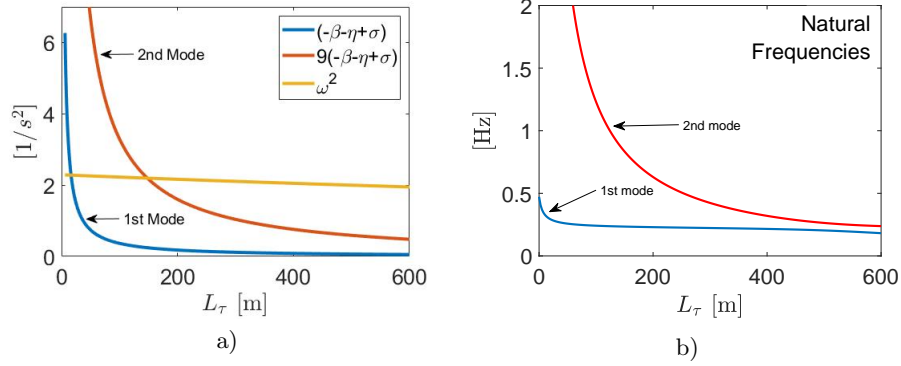 6
4
2
0
0
200
400
600
[1/s²]
L_τ [m]
2nd Mode
1st Mode
(-β-η+σ)
9(-β-η+σ)
ω²
a)
2
1.5
1
0.5
0
0
200
400
600
[Hz]
L_τ [m]
Natural
Frequencies
2nd mode
1st mode
b)